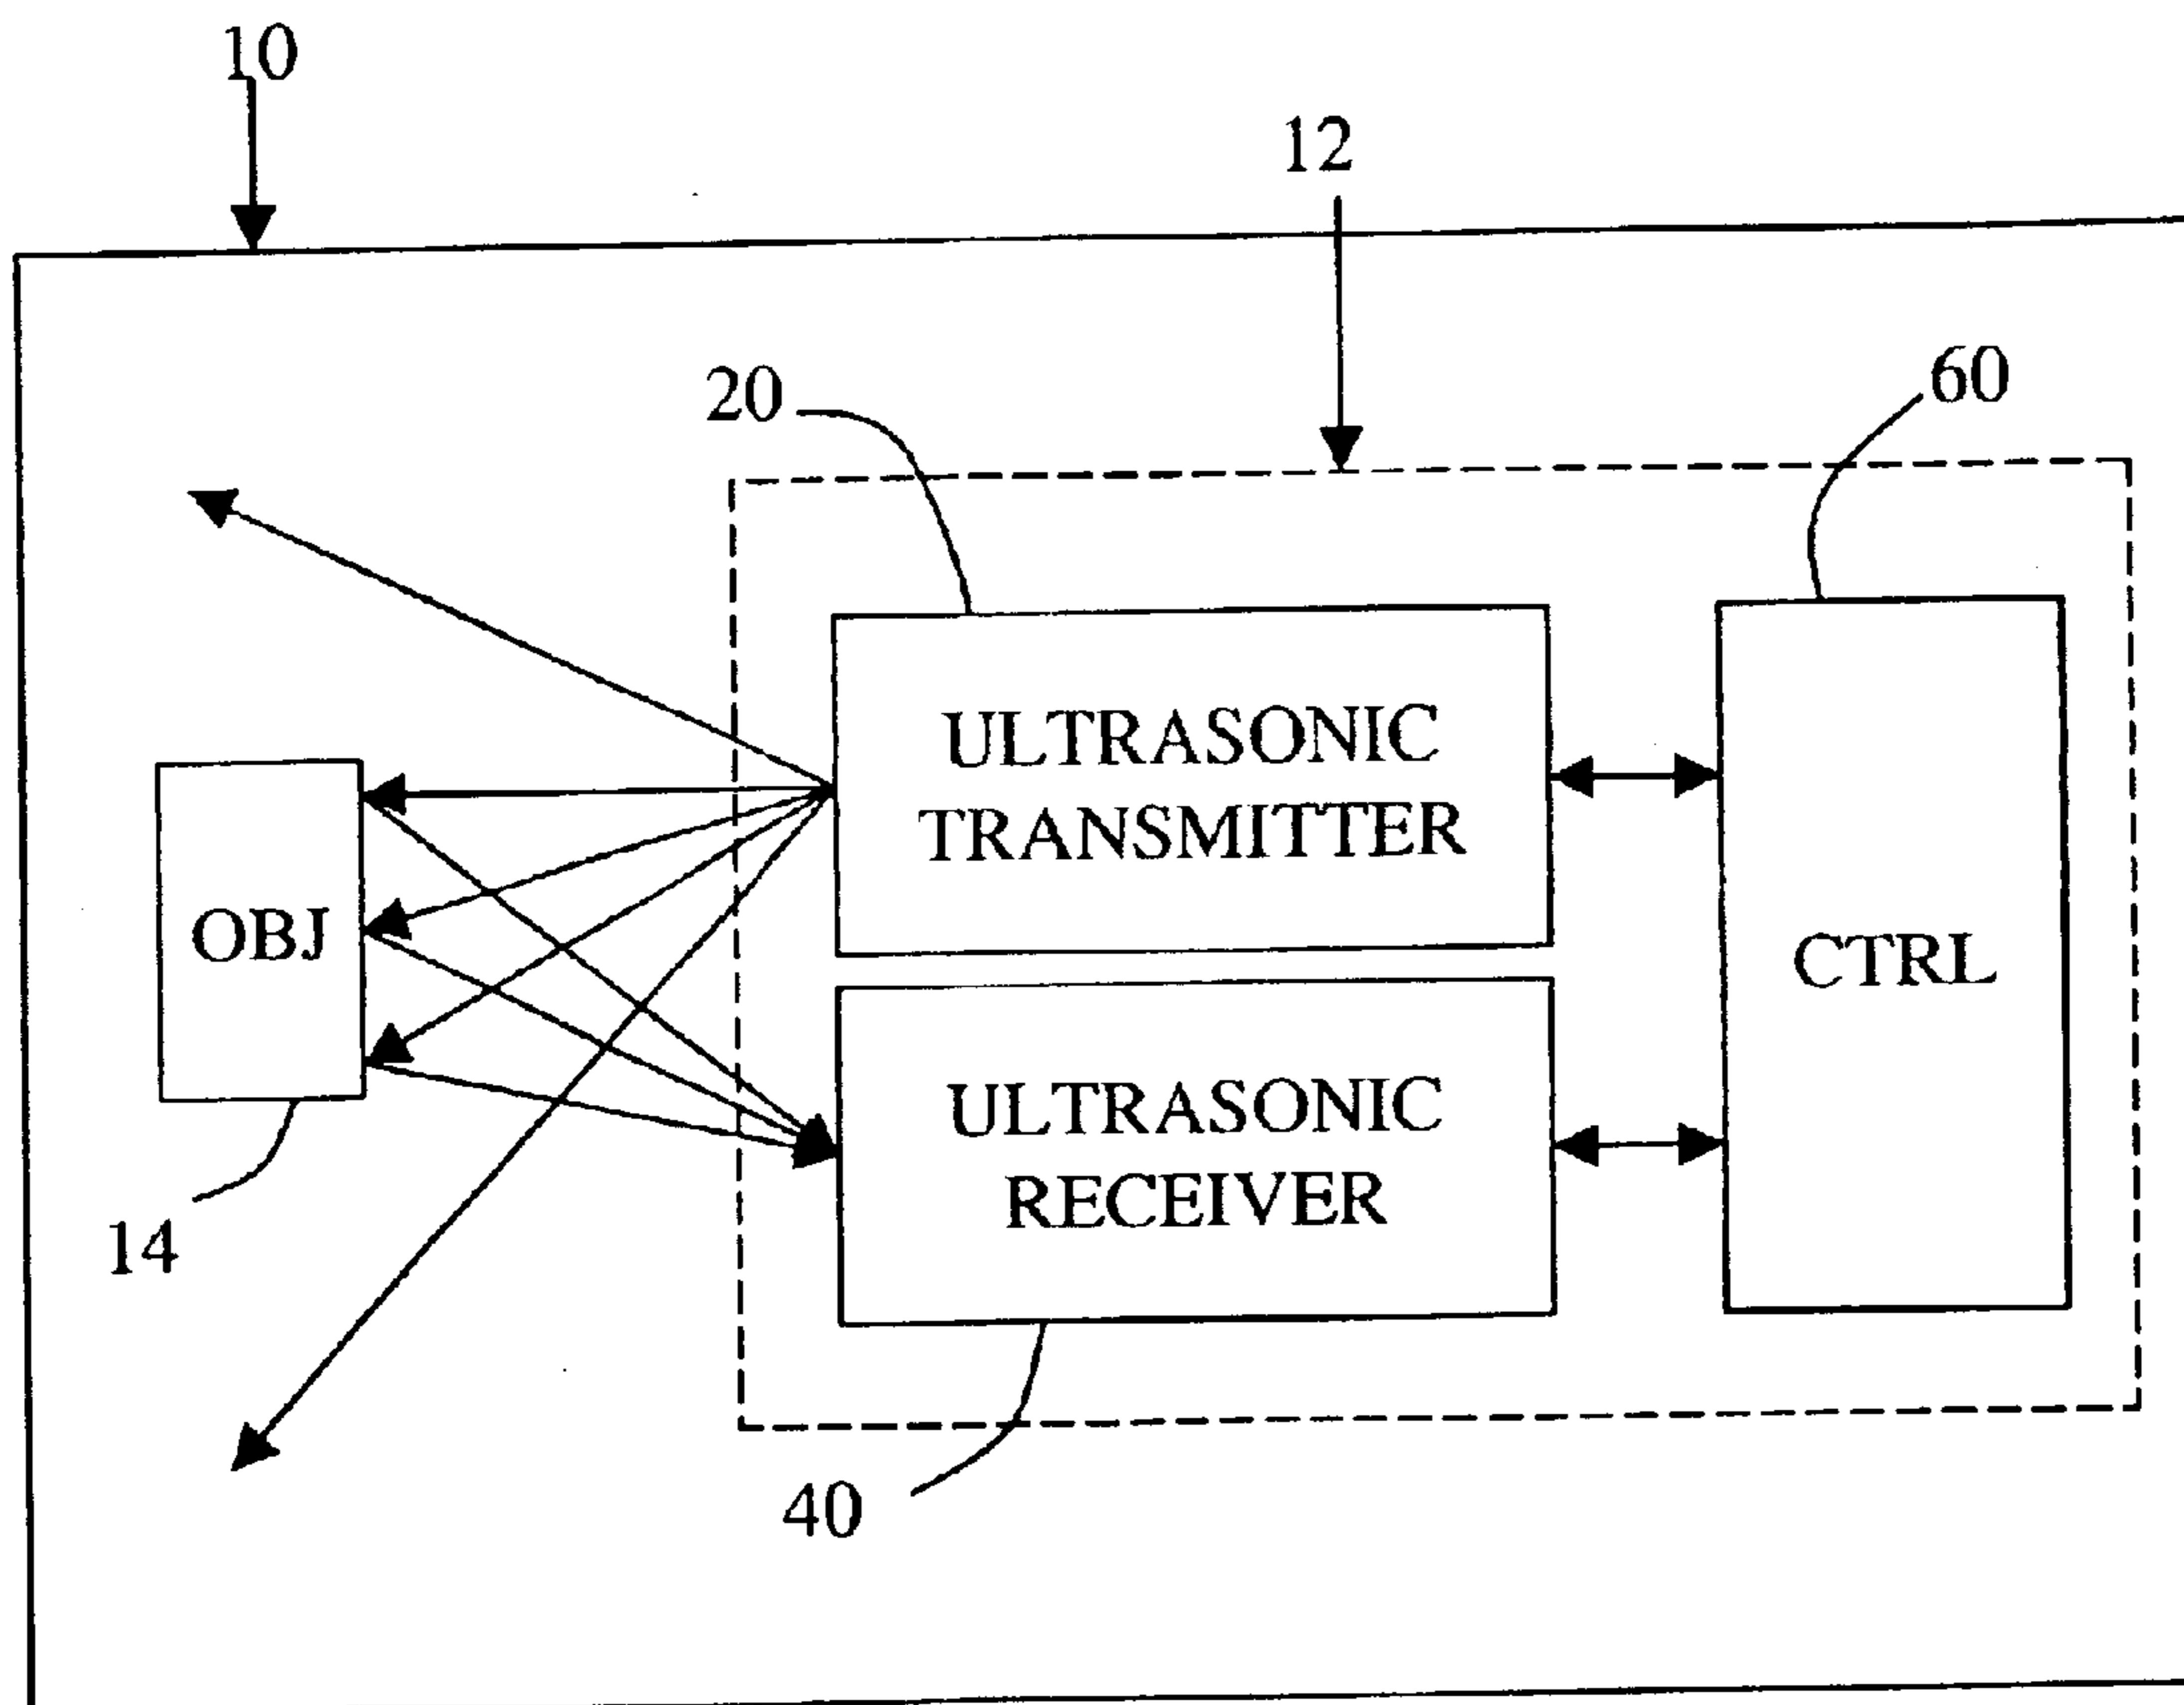 10
12
20
60
ULTRASONIC
TRANSMITTER
OBJ
CTRL
ULTRASONIC
RECEIVER
14
40